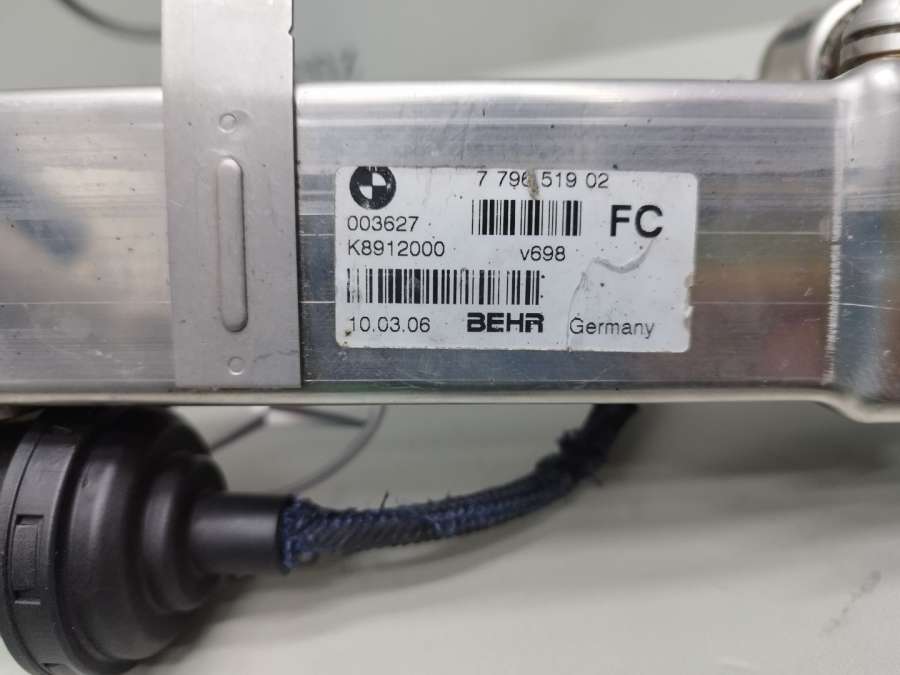 7 796 519 02
003627
FC
K8912000
v698
10.03.06 BEHR Germany